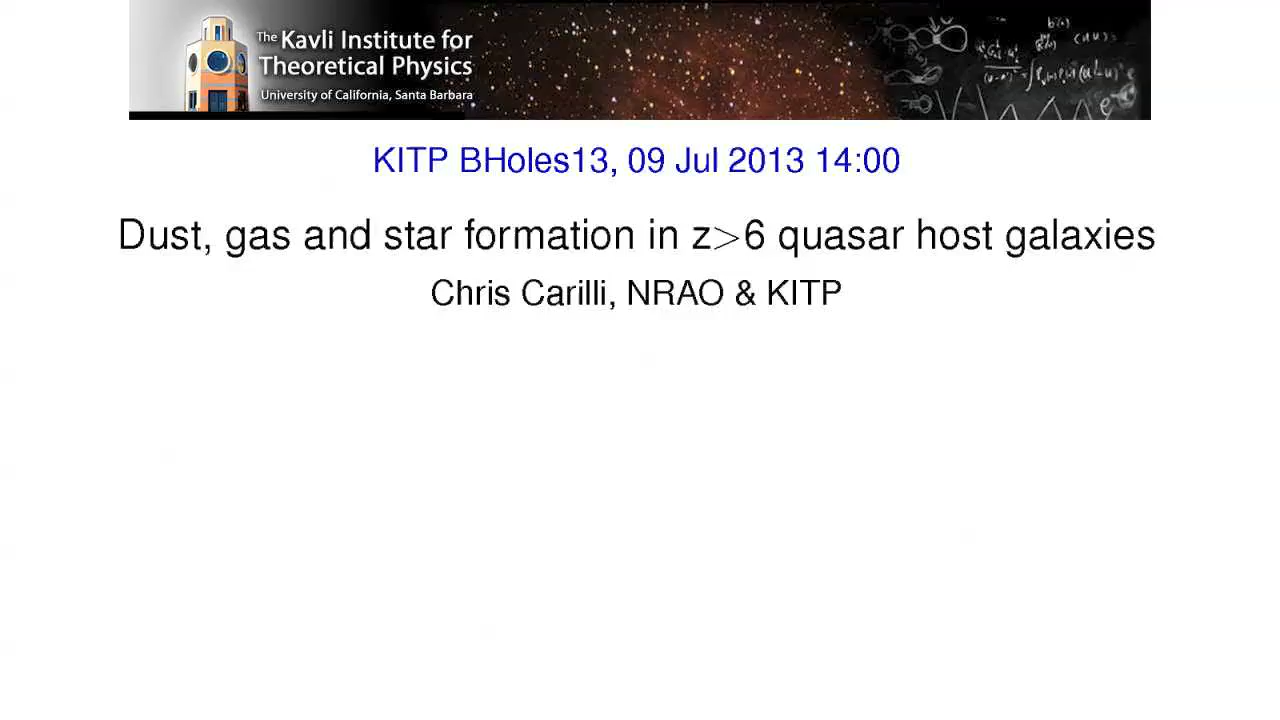 The Kavli Institute for
Theoretical Physics
University of California, Santa Barbara
KITP BHoles13, 09 Jul 2013 14:00
Dust, gas and star formation in z>6 quasar host galaxies
Chris Carilli, NRAO & KITP